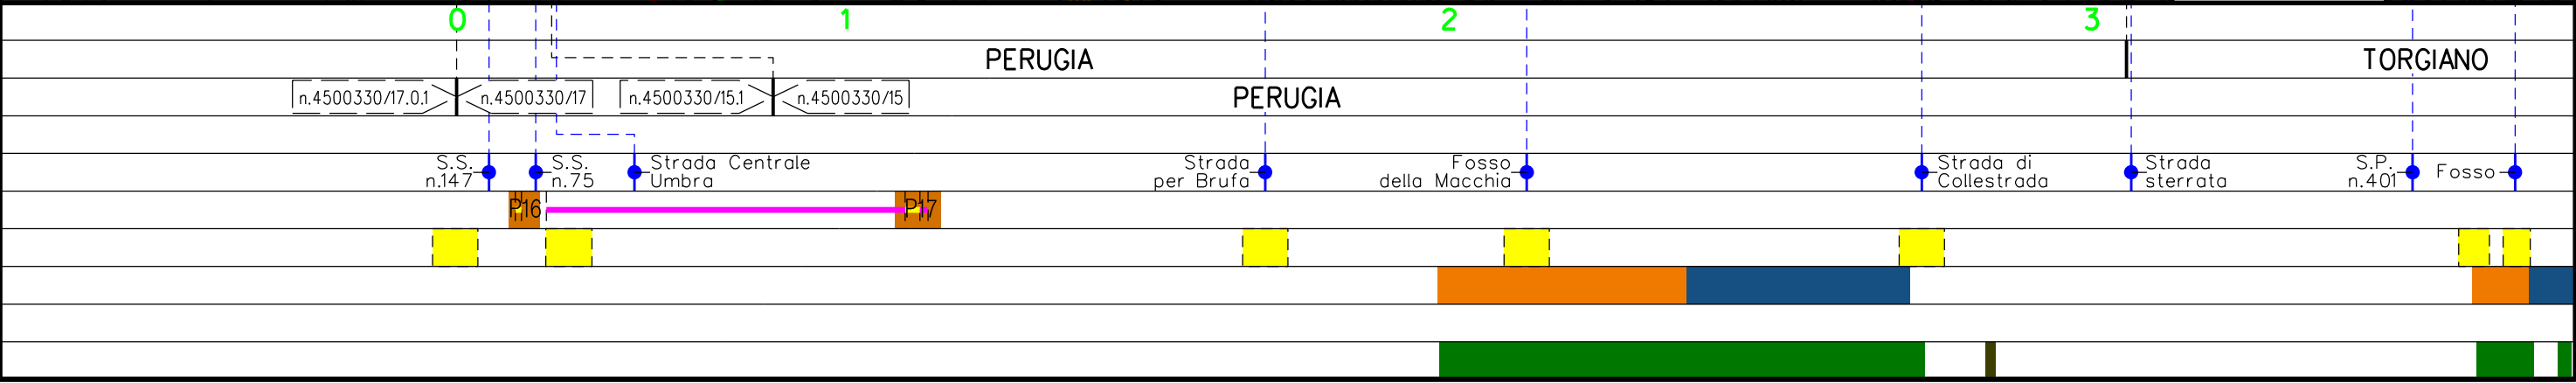 0 1 2 3
PERUGIA TORGIANO
n.4500330/17.0.1 n.4500330/17 n.4500330/15.1 n.4500330/15 PERUGIA
S.S. S.S. Strada Centrale Strada Fosso Strada di Strada S.P. Fosso
n.147 n.75 Umbra per Brufa della Macchia Collestrada sterrata n.401
P16 P17